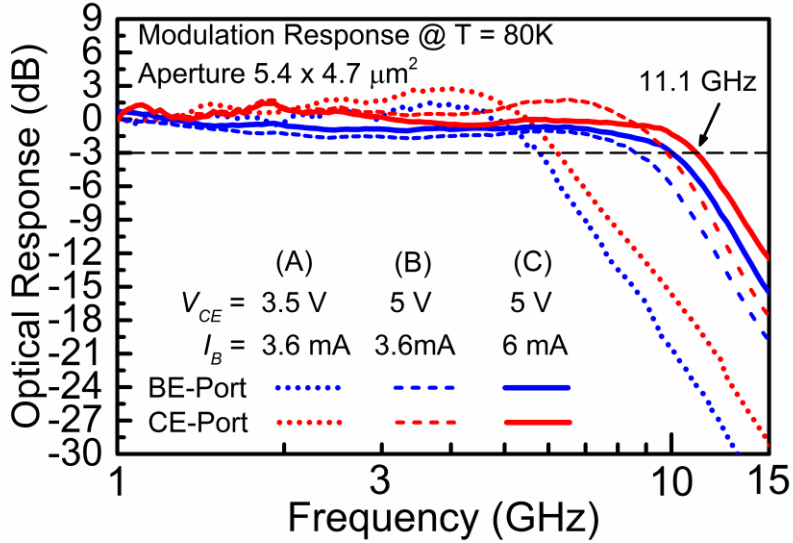 9
6
3
0
-3
-6
-9
-12
-15
-18
-21
-24
-27
-30
Optical Response (dB)
Modulation Response @ T = 80K
Aperture 5.4 x 4.7 μm²
11.1 GHz
(A) (B) (C)
V_CE = 3.5 V 5 V 5 V
I_B = 3.6 mA 3.6mA 6 mA
BE-Port
CE-Port
1 3 10 15
Frequency (GHz)